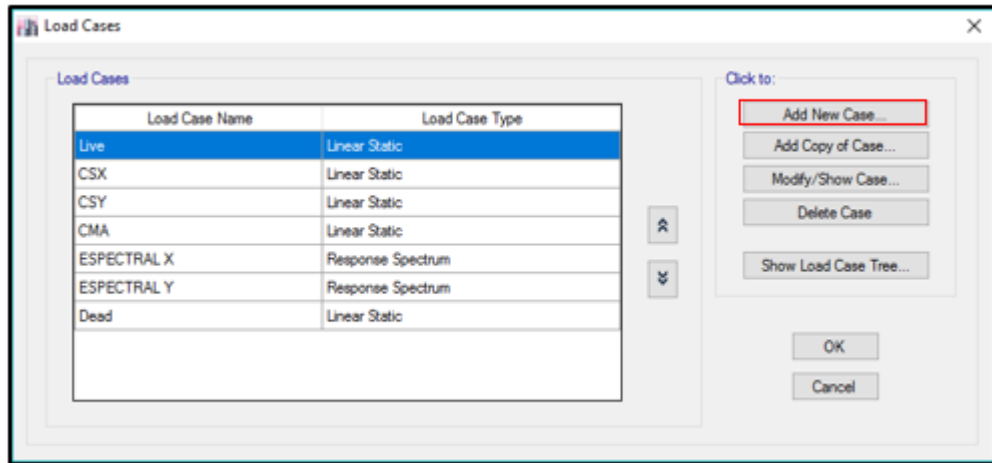 Load Cases
Load Cases
Click to:
Load Case Name Load Case Type
Live Linear Static
CSX Linear Static
CSY Linear Static
CMA Linear Static
ESPECTRAL X Response Spectrum
ESPECTRAL Y Response Spectrum
Dead Linear Static
Add New Case...
Add Copy of Case...
Modify/Show Case...
Delete Case
Show Load Case Tree...
OK
Cancel